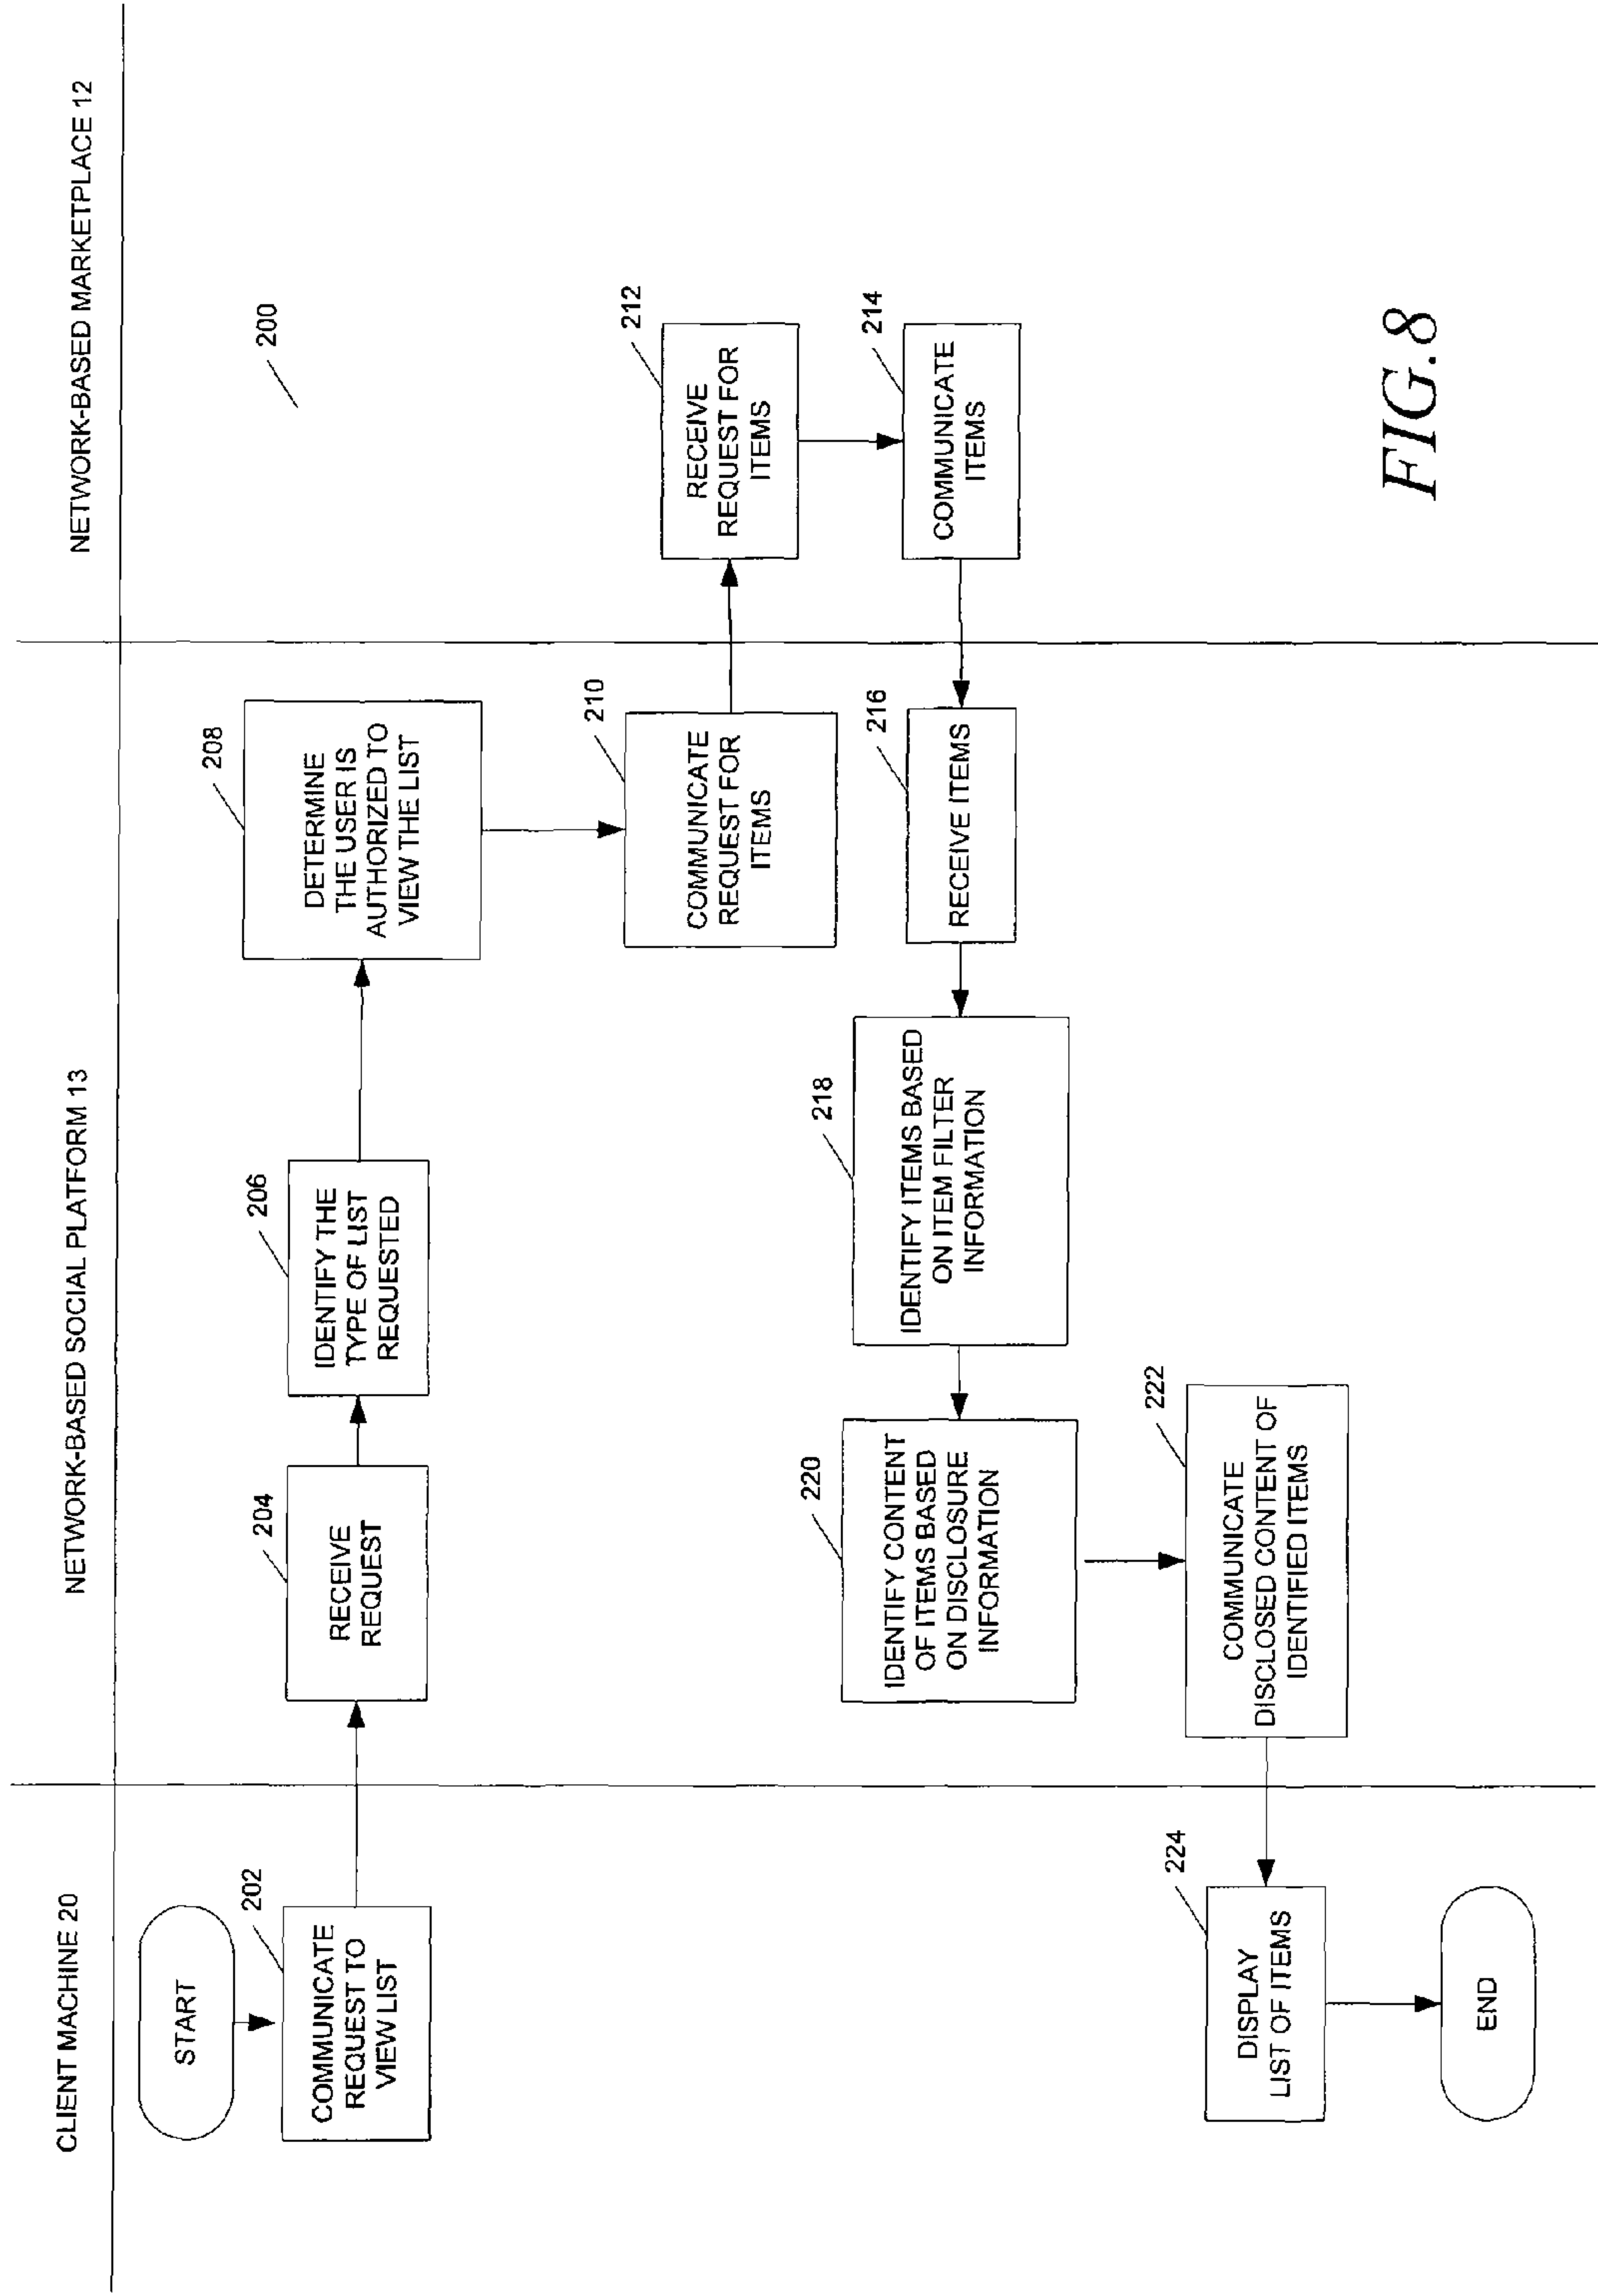 CLIENT MACHINE 20
NETWORK-BASED SOCIAL PLATFORM 13
NETWORK-BASED MARKETPLACE 12
200
START
202
COMMUNICATE
REQUEST TO
VIEW LIST
204
RECEIVE
REQUEST
206
IDENTIFY THE
TYPE OF LIST
REQUESTED
208
DETERMINE
THE USER IS
AUTHORIZED TO
VIEW THE LIST
210
COMMUNICATE
REQUEST FOR
ITEMS
212
RECEIVE
REQUEST FOR
ITEMS
214
COMMUNICATE
ITEMS
216
RECEIVE ITEMS
218
IDENTIFY ITEMS BASED
ON ITEM FILTER
INFORMATION
220
IDENTIFY CONTENT
OF ITEMS BASED
ON DISCLOSURE
INFORMATION
222
COMMUNICATE
DISCLOSED CONTENT OF
IDENTIFIED ITEMS
224
DISPLAY
LIST OF ITEMS
END
FIG.8